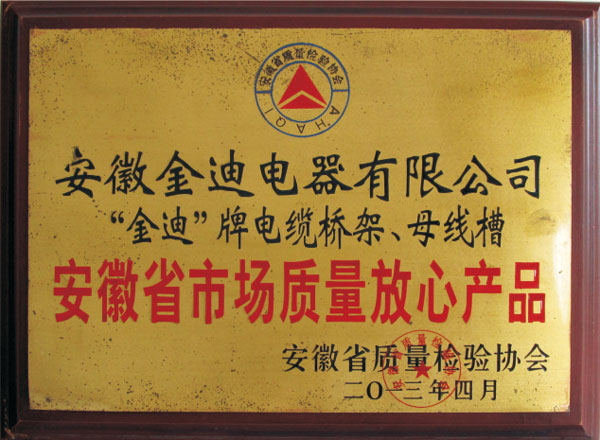 安徽省质量检验协会
AHAQI
安徽金迪电器有限公司
“金迪”牌电缆桥架、母线槽
安徽省市场质量放心产品
安徽省质量检验协会
二〇一三年四月